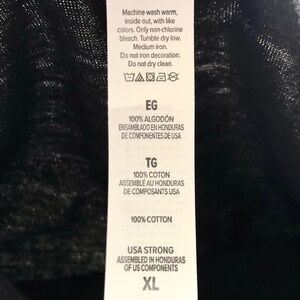 Machine wash warm,
inside out, with like
colors. Only non-chlorine
bleach. Tumble dry low.
Medium iron.
Do not iron decoration.
Do not dry clean.
EG
100% ALGODÓN
ENSAMBLADO EN HONDURAS
DE COMPONENTES DE USA
TG
100% COTON
ASSEMBLÉ AU HONDURAS
DE COMPOSANTS USA
100% COTTON
USA STRONG
ASSEMBLED IN HONDURAS
OF US COMPONENTS
XL